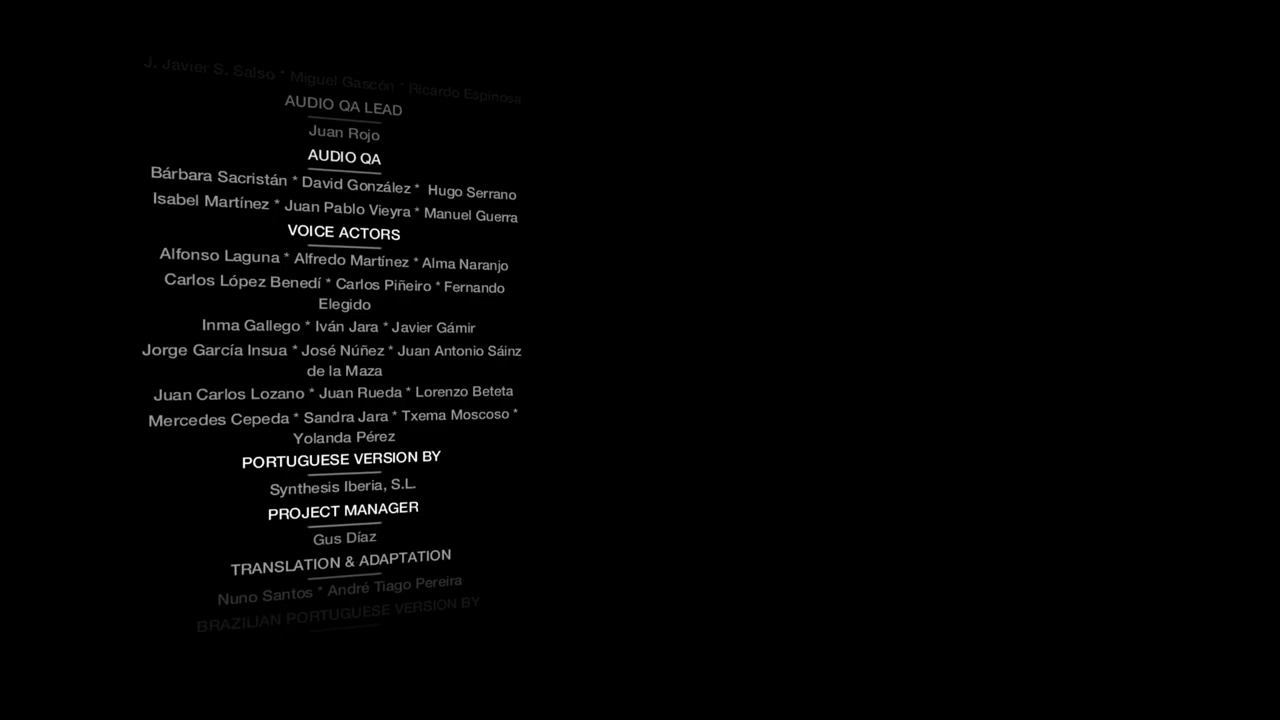 J. Javier S. Salso * Miguel Gascón * Ricardo Espinosa
AUDIO QA LEAD
Juan Rojo
AUDIO QA
Bárbara Sacristán * David González * Hugo Serrano
Isabel Martínez * Juan Pablo Vieyra * Manuel Guerra
VOICE ACTORS
Alfonso Laguna * Alfredo Martínez * Alma Naranjo
Carlos López Benedí * Carlos Piñeiro * Fernando
Elegido
Inma Gallego * Iván Jara * Javier Gámir
Jorge García Insua * José Núñez * Juan Antonio Sáinz
de la Maza
Juan Carlos Lozano * Juan Rueda * Lorenzo Beteta
Mercedes Cepeda * Sandra Jara * Txema Moscoso *
Yolanda Pérez
PORTUGUESE VERSION BY
Synthesis Iberia, S.L.
PROJECT MANAGER
Gus Díaz
TRANSLATION & ADAPTATION
Nuno Santos * André Tiago Pereira
BRAZILIAN PORTUGUESE VERSION BY